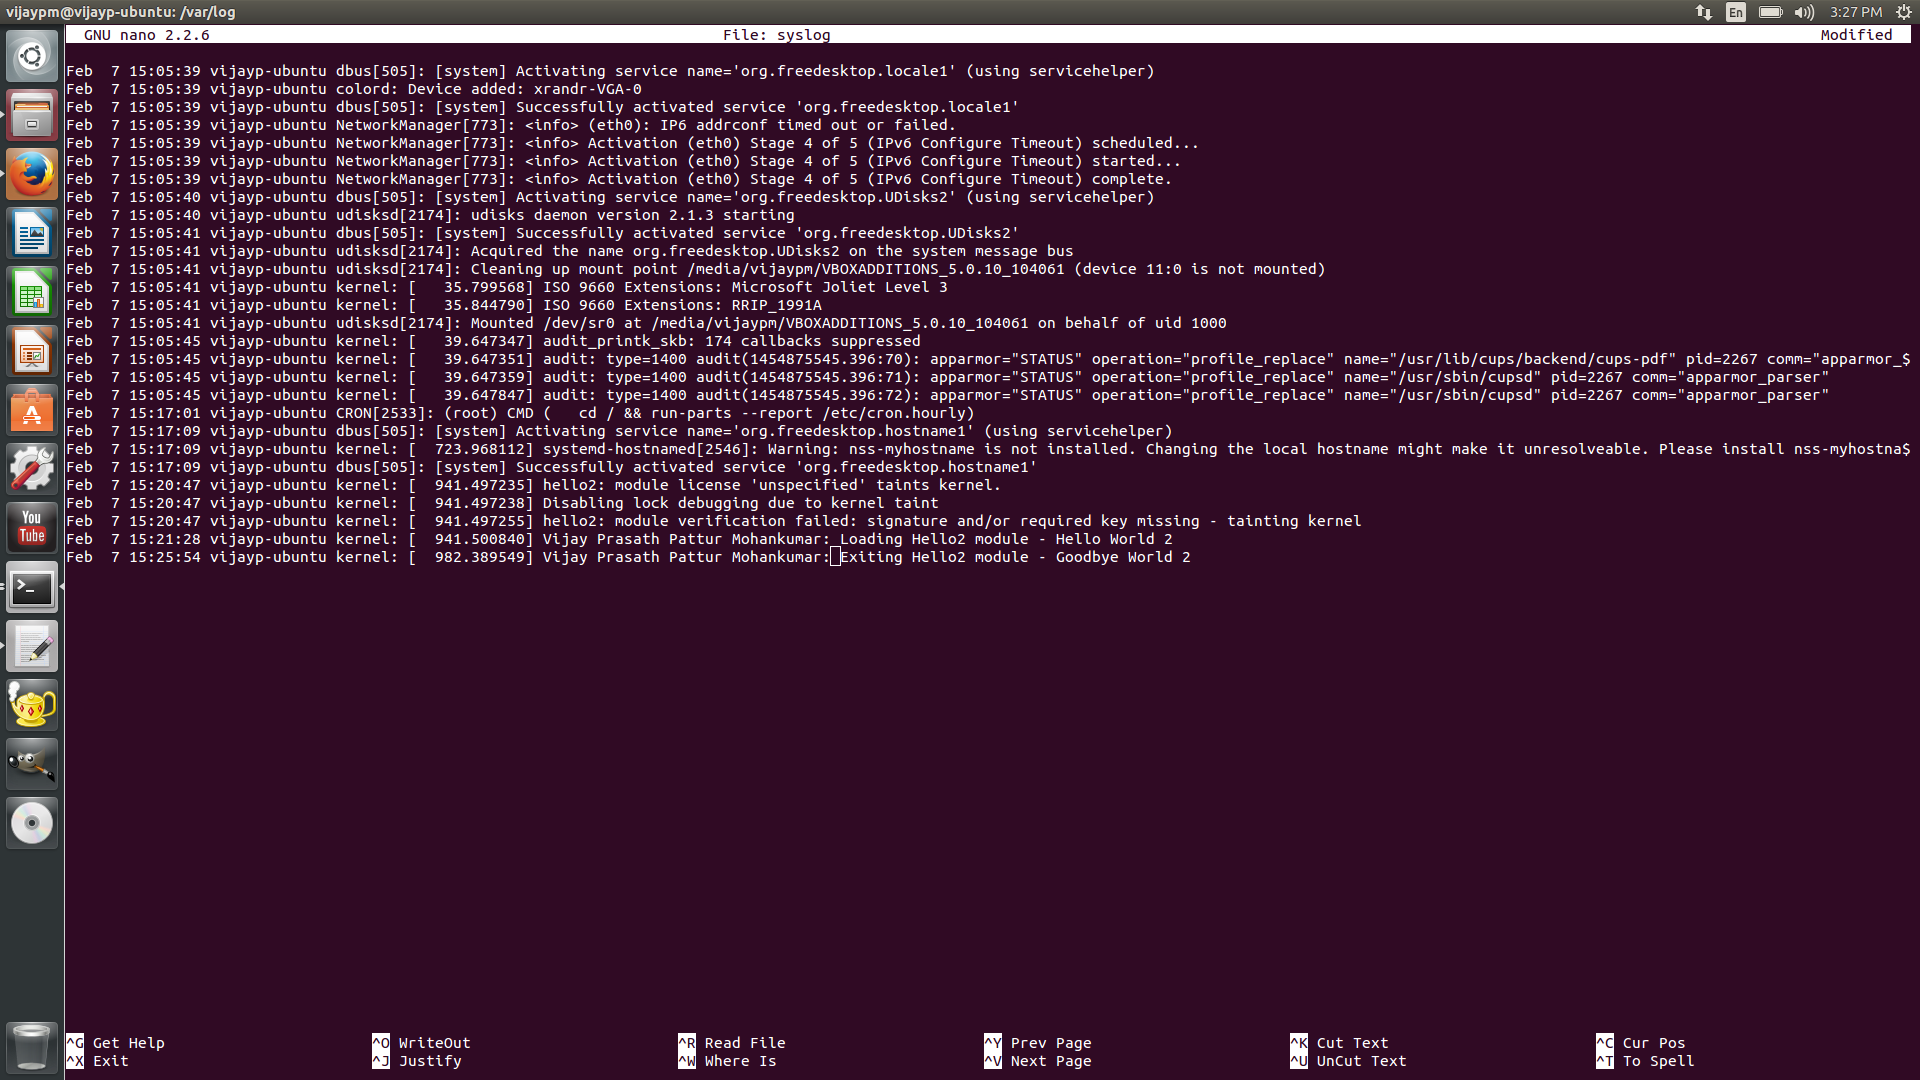 vijaypm@vijayp-ubuntu: /var/log
En
3:27 PM
GNU nano 2.2.6 File: syslog Modified
Feb  7 15:05:39 vijayp-ubuntu dbus[505]: [system] Activating service name='org.freedesktop.locale1' (using servicehelper)
Feb  7 15:05:39 vijayp-ubuntu colord: Device added: xrandr-VGA-0
Feb  7 15:05:39 vijayp-ubuntu dbus[505]: [system] Successfully activated service 'org.freedesktop.locale1'
Feb  7 15:05:39 vijayp-ubuntu NetworkManager[773]: <info> (eth0): IP6 addrconf timed out or failed.
Feb  7 15:05:39 vijayp-ubuntu NetworkManager[773]: <info> Activation (eth0) Stage 4 of 5 (IPv6 Configure Timeout) scheduled...
Feb  7 15:05:39 vijayp-ubuntu NetworkManager[773]: <info> Activation (eth0) Stage 4 of 5 (IPv6 Configure Timeout) started...
Feb  7 15:05:39 vijayp-ubuntu NetworkManager[773]: <info> Activation (eth0) Stage 4 of 5 (IPv6 Configure Timeout) complete.
Feb  7 15:05:40 vijayp-ubuntu dbus[505]: [system] Activating service name='org.freedesktop.UDisks2' (using servicehelper)
Feb  7 15:05:40 vijayp-ubuntu udisksd[2174]: udisks daemon version 2.1.3 starting
Feb  7 15:05:41 vijayp-ubuntu dbus[505]: [system] Successfully activated service 'org.freedesktop.UDisks2'
Feb  7 15:05:41 vijayp-ubuntu udisksd[2174]: Acquired the name org.freedesktop.UDisks2 on the system message bus
Feb  7 15:05:41 vijayp-ubuntu udisksd[2174]: Cleaning up mount point /media/vijaypm/VBOXADDITIONS_5.0.10_104061 (device 11:0 is not mounted)
Feb  7 15:05:41 vijayp-ubuntu kernel: [   35.799568] ISO 9660 Extensions: Microsoft Joliet Level 3
Feb  7 15:05:41 vijayp-ubuntu kernel: [   35.844790] ISO 9660 Extensions: RRIP_1991A
Feb  7 15:05:41 vijayp-ubuntu udisksd[2174]: Mounted /dev/sr0 at /media/vijaypm/VBOXADDITIONS_5.0.10_104061 on behalf of uid 1000
Feb  7 15:05:45 vijayp-ubuntu kernel: [   39.647347] audit_printk_skb: 174 callbacks suppressed
Feb  7 15:05:45 vijayp-ubuntu kernel: [   39.647351] audit: type=1400 audit(1454875545.396:70): apparmor="STATUS" operation="profile_replace" name="/usr/lib/cups/backend/cups-pdf" pid=2267 comm="apparmor_$
Feb  7 15:05:45 vijayp-ubuntu kernel: [   39.647359] audit: type=1400 audit(1454875545.396:71): apparmor="STATUS" operation="profile_replace" name="/usr/sbin/cupsd" pid=2267 comm="apparmor_parser"
Feb  7 15:05:45 vijayp-ubuntu kernel: [   39.647847] audit: type=1400 audit(1454875545.396:72): apparmor="STATUS" operation="profile_replace" name="/usr/sbin/cupsd" pid=2267 comm="apparmor_parser"
Feb  7 15:17:01 vijayp-ubuntu CRON[2533]: (root) CMD (   cd / && run-parts --report /etc/cron.hourly)
Feb  7 15:17:09 vijayp-ubuntu dbus[505]: [system] Activating service name='org.freedesktop.hostname1' (using servicehelper)
Feb  7 15:17:09 vijayp-ubuntu kernel: [  723.968112] systemd-hostnamed[2546]: Warning: nss-myhostname is not installed. Changing the local hostname might make it unresolveable. Please install nss-myhostna$
Feb  7 15:17:09 vijayp-ubuntu dbus[505]: [system] Successfully activated service 'org.freedesktop.hostname1'
Feb  7 15:20:47 vijayp-ubuntu kernel: [  941.497235] hello2: module license 'unspecified' taints kernel.
Feb  7 15:20:47 vijayp-ubuntu kernel: [  941.497238] Disabling lock debugging due to kernel taint
Feb  7 15:20:47 vijayp-ubuntu kernel: [  941.497255] hello2: module verification failed: signature and/or required key missing - tainting kernel
Feb  7 15:21:28 vijayp-ubuntu kernel: [  941.500840] Vijay Prasath Pattur Mohankumar: Loading Hello2 module - Hello World 2
Feb  7 15:25:54 vijayp-ubuntu kernel: [  982.389549] Vijay Prasath Pattur Mohankumar: Exiting Hello2 module - Goodbye World 2
You
Tube
^G Get Help ^O WriteOut ^R Read File ^Y Prev Page ^K Cut Text ^C Cur Pos
^X Exit ^J Justify ^W Where Is ^V Next Page ^U UnCut Text ^T To Spell